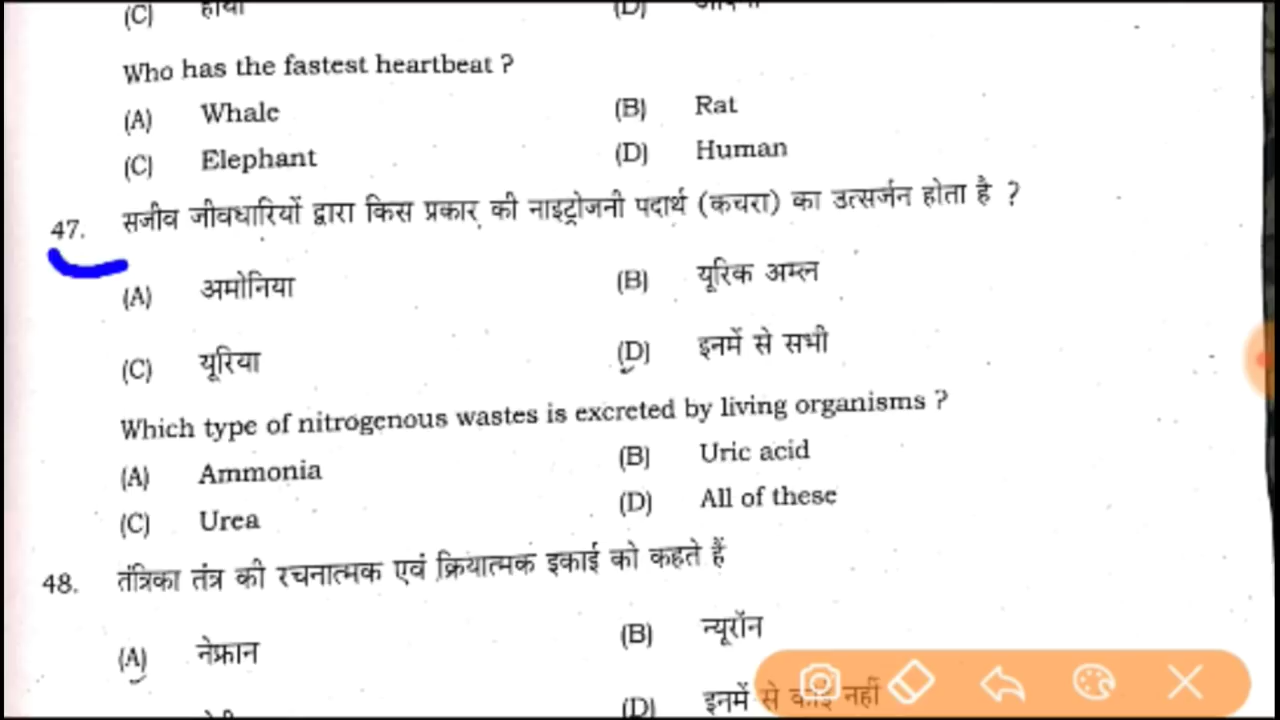 (C) हाथी (D)
Who has the fastest heartbeat ?
(A) Whale (B) Rat
(C) Elephant (D) Human
47. सजीव जीवधारियों द्वारा किस प्रकार की नाइट्रोजनी पदार्थ (कचरा) का उत्सर्जन होता है ?
(A) अमोनिया (B) यूरिक अम्ल
(C) यूरिया (D) इनमें से सभी
Which type of nitrogenous wastes is excreted by living organisms ?
(A) Ammonia (B) Uric acid
(C) Urea (D) All of these
48. तंत्रिका तंत्र की रचनात्मक एवं क्रियात्मक इकाई को कहते हैं
(A) नेफ्रान (B) न्यूरॉन
(D) इनमें से कोई नहीं